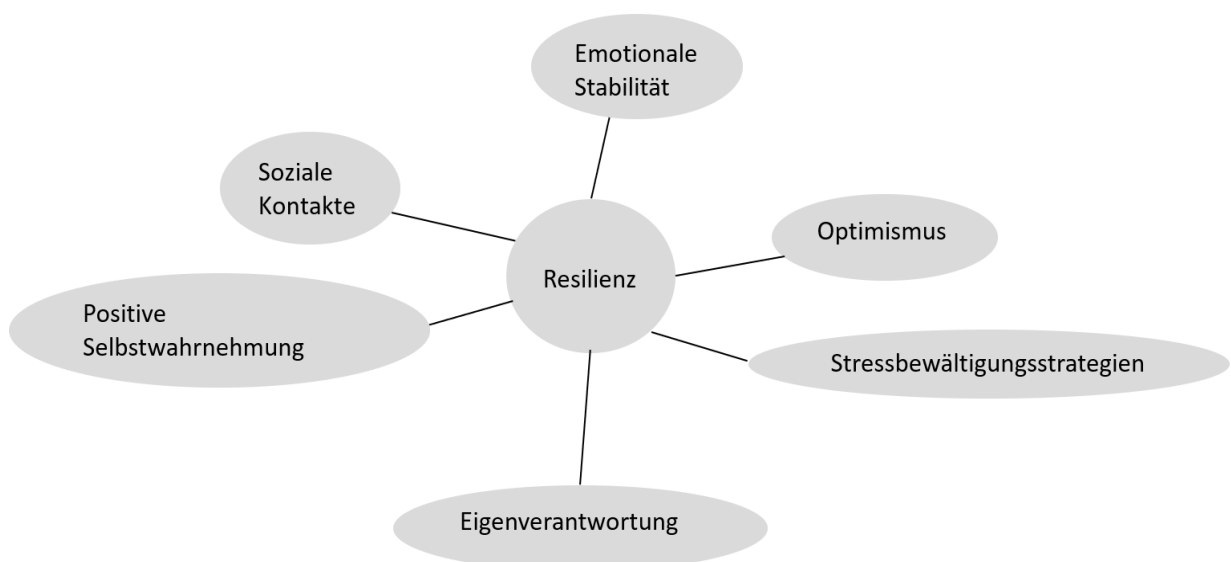 Emotionale
Stabilität
Soziale
Kontakte
Optimismus
Resilienz
Positive
Selbstwahrnehmung
Stressbewältigungsstrategien
Eigenverantwortung